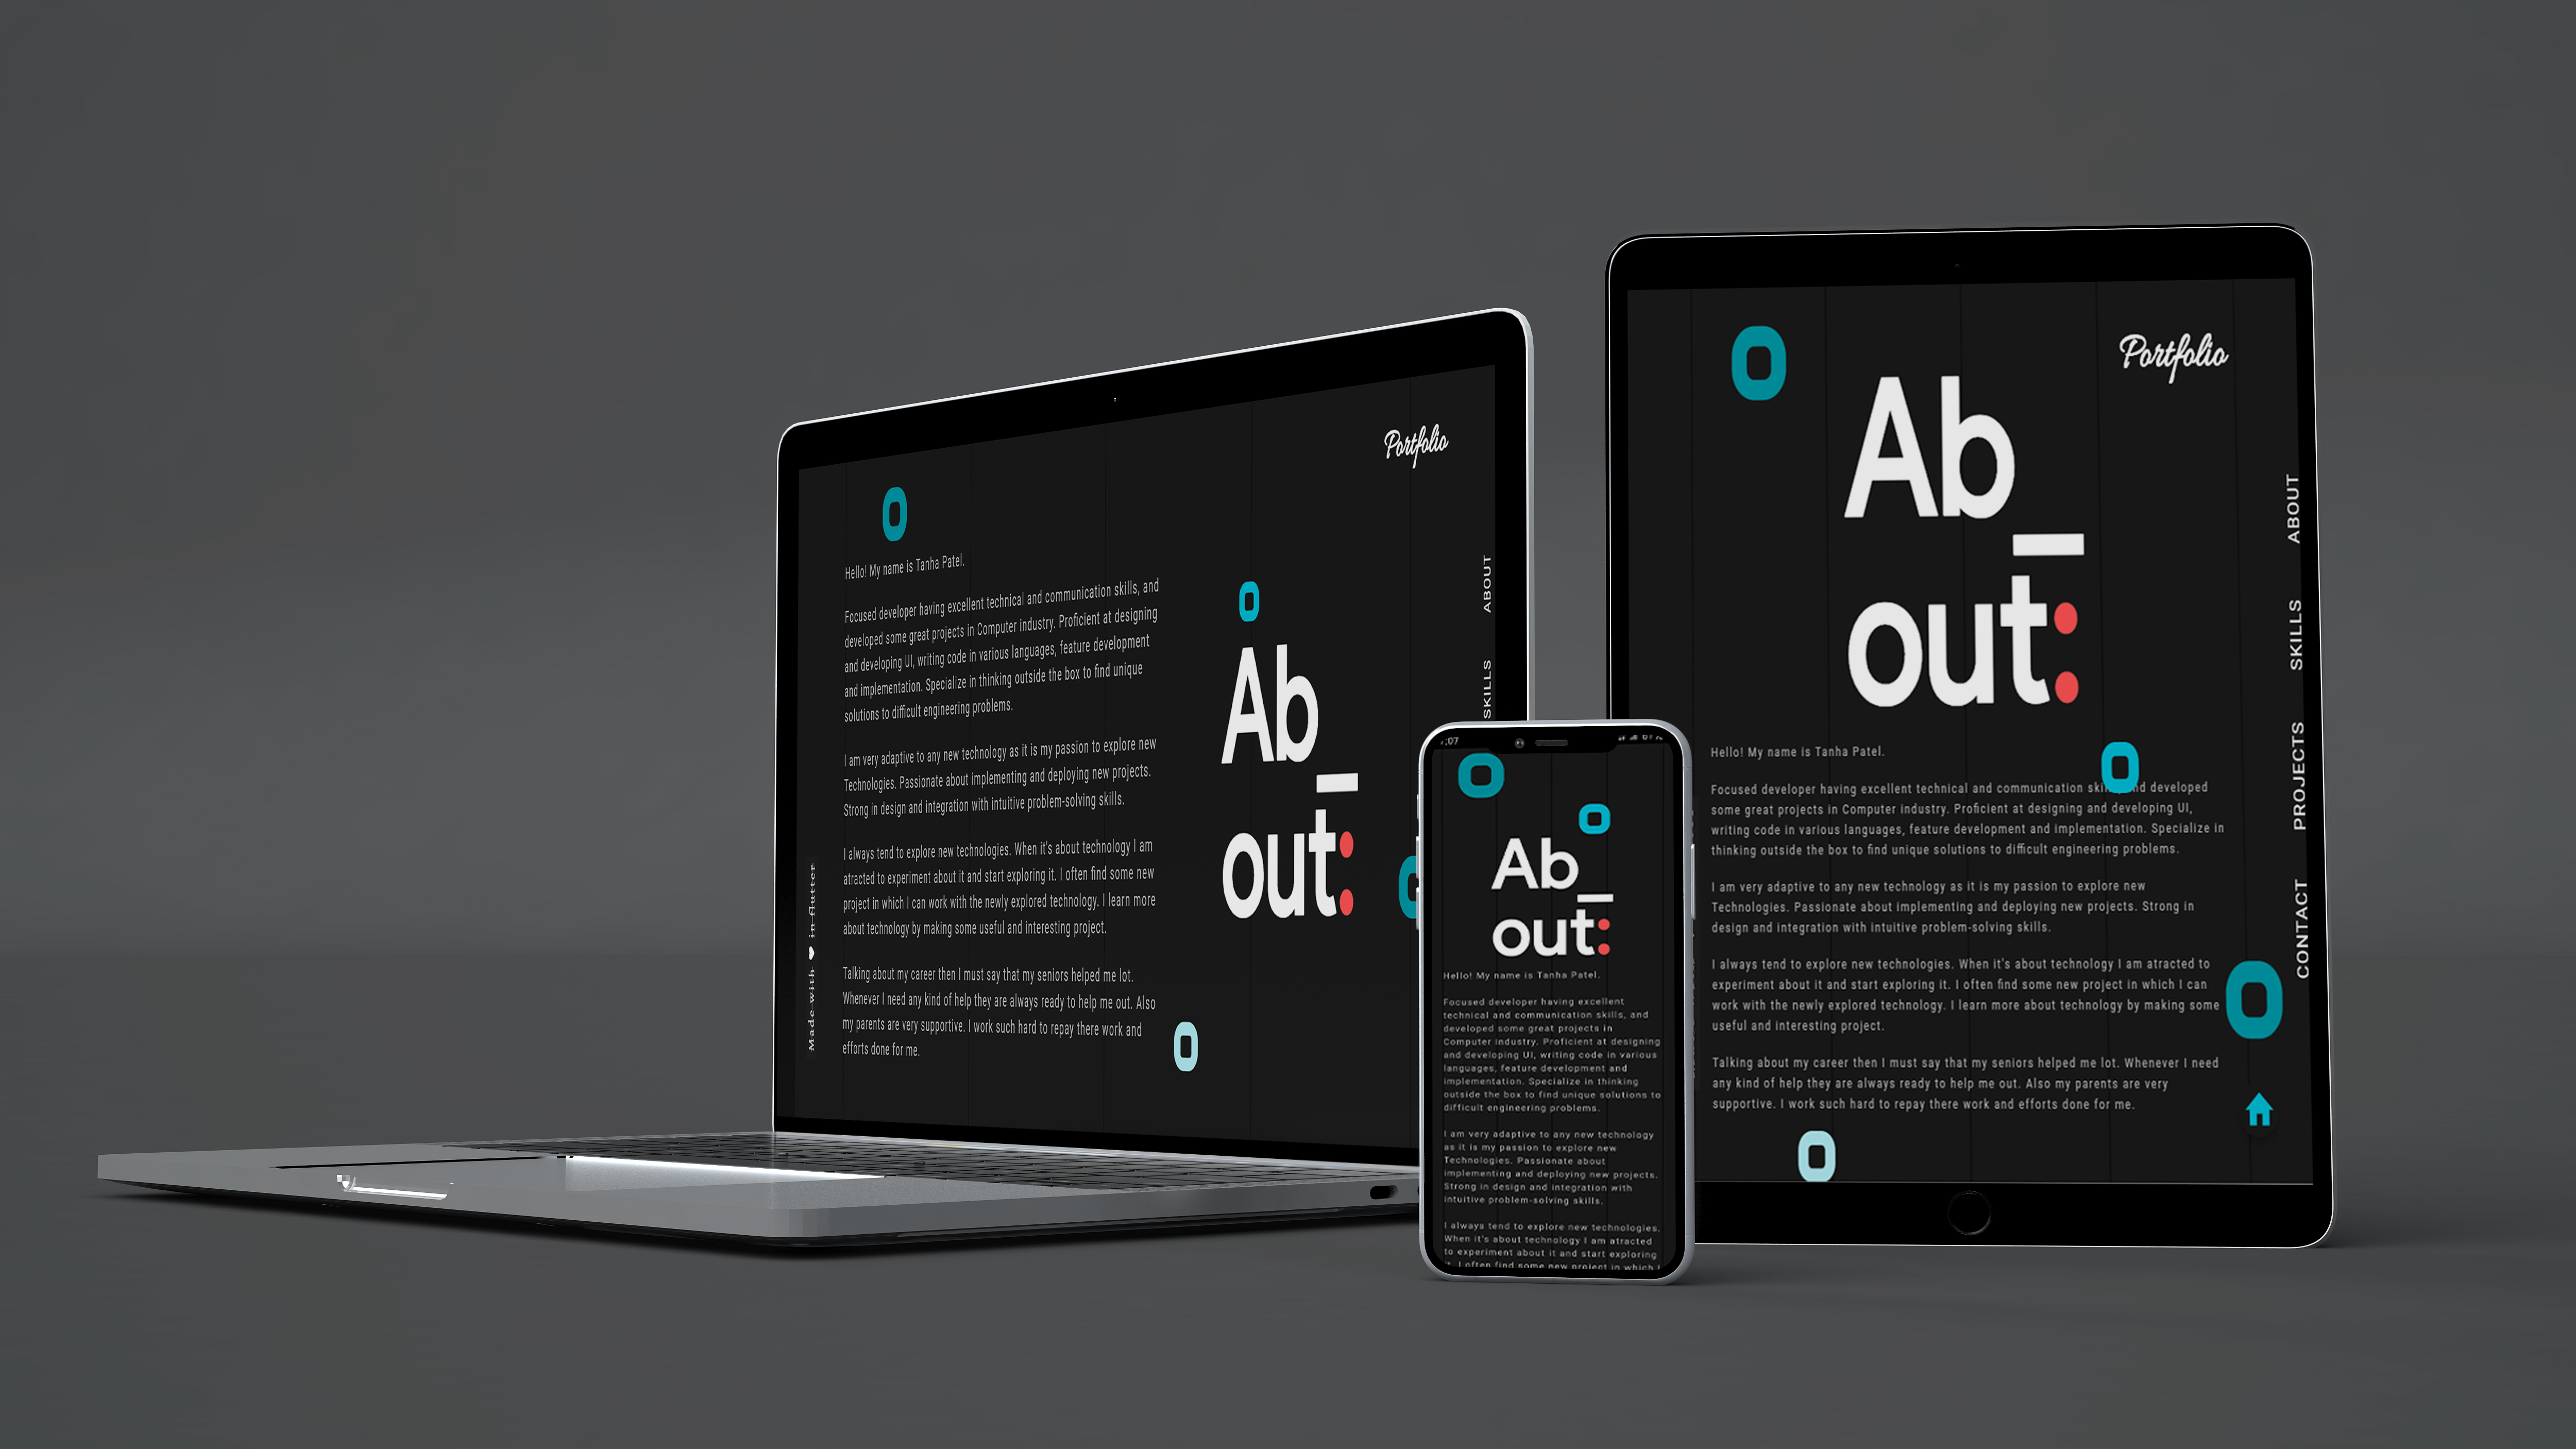 Portfolio
Hello! My name is Tanha Patel.
Focused developer having excellent technical and communication skills, and
developed some great projects in Computer industry. Proficient at designing
and developing UI, writing code in various languages, feature development
and implementation. Specialize in thinking outside the box to find unique
solutions to difficult engineering problems.
I am very adaptive to any new technology as it is my passion to explore new
Technologies. Passionate about implementing and deploying new projects.
Strong in design and integration with intuitive problem-solving skills.
I always tend to explore new technologies. When it's about technology I am
atracted to experiment about it and start exploring it. I often find some new
project in which I can work with the newly explored technology. I learn more
about technology by making some useful and interesting project.
Talking about my career then I must say that my seniors helped me lot.
Whenever I need any kind of help they are always ready to help me out. Also
my parents are very supportive. I work such hard to repay there work and
efforts done for me.
Made with ♥ in flutter
Ab_
out:
ABOUT
SKILLS
:07
Ab_
out:
Hello! My name is Tanha Patel.
Focused developer having excellent
technical and communication skills, and
developed some great projects in
Computer industry. Proficient at designing
and developing UI, writing code in various
languages, feature development and
implementation. Specialize in thinking
outside the box to find unique solutions to
difficult engineering problems.
I am very adaptive to any new technology
as it is my passion to explore new
Technologies. Passionate about
implementing and deploying new projects.
Strong in design and integration with
intuitive problem-solving skills.
I always tend to explore new technologies.
When it's about technology I am atracted
to experiment about it and start exploring
it. I often find some new project in which I
Portfolio
Ab_
out:
Hello! My name is Tanha Patel.
Focused developer having excellent technical and communication developed
some great projects in Computer industry. Proficient at designing and developing UI,
writing code in various languages, feature development and implementation. Specialize in
thinking outside the box to find unique solutions to difficult engineering problems.
I am very adaptive to any new technology as it is my passion to explore new
Technologies. Passionate about implementing and deploying new projects. Strong in
design and integration with intuitive problem-solving skills.
I always tend to explore new technologies. When it's about technology I am atracted to
experiment about it and start exploring it. I often find some new project in which I can
work with the newly explored technology. I learn more about technology by making some
useful and interesting project.
Talking about my career then I must say that my seniors helped me lot. Whenever I need
any kind of help they are always ready to help me out. Also my parents are very
supportive. I work such hard to repay there work and efforts done for me.
ABOUT
SKILLS
PROJECTS
CONTACT